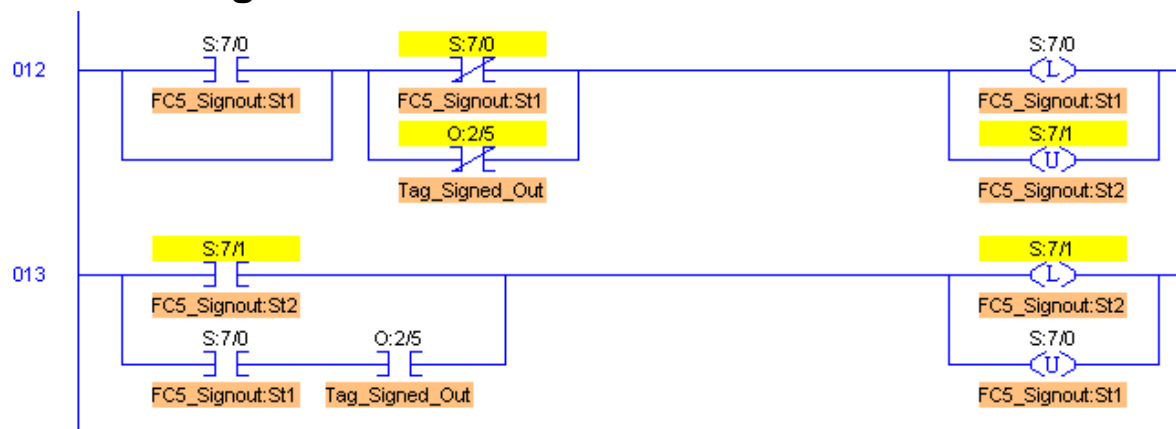 S:7/0 S:7/0 S:7/0
012 L
FC5_Signout:St1 FC5_Signout:St1 FC5_Signout:St1
O:2/5 S:7/1
U
Tag_Signed_Out FC5_Signout:St2
S:7/1 S:7/1
013 L
FC5_Signout:St2 FC5_Signout:St2
S:7/0 O:2/5 S:7/0
U
FC5_Signout:St1 Tag_Signed_Out FC5_Signout:St1